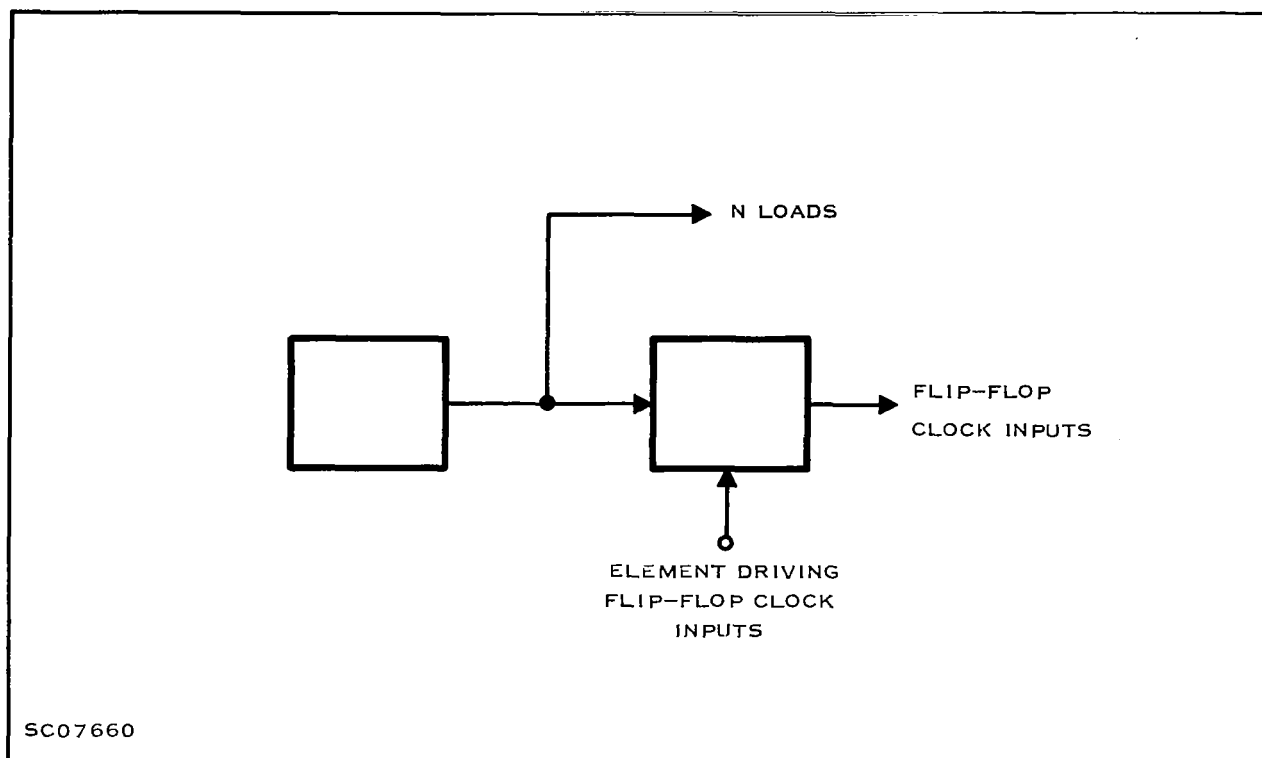 N LOADS
FLIP-FLOP
CLOCK INPUTS
ELEMENT DRIVING
FLIP-FLOP CLOCK
INPUTS
SC07660